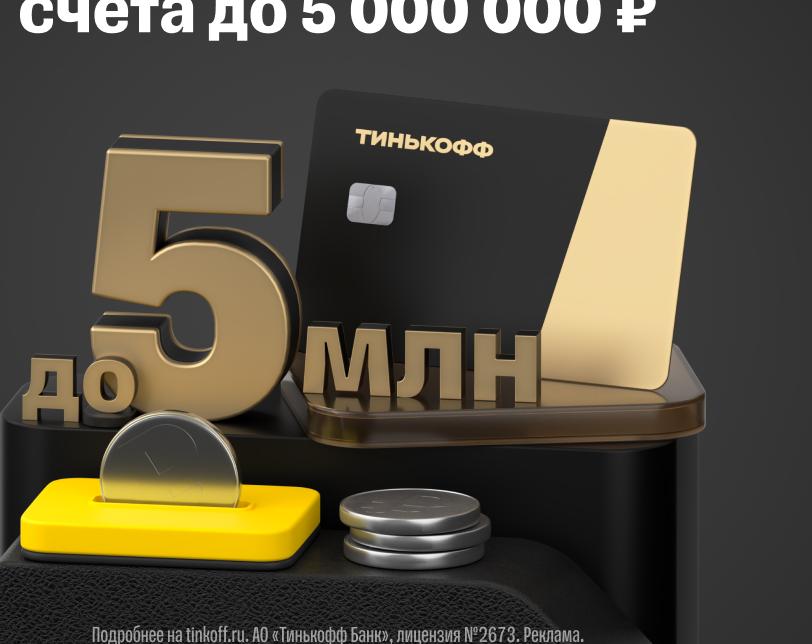 счета до 5 000 000 ₽
ТИНЬКОФФ
до 5 млн
Подробнее на tinkoff.ru. АО «Тинькофф Банк», лицензия №2673. Реклама.